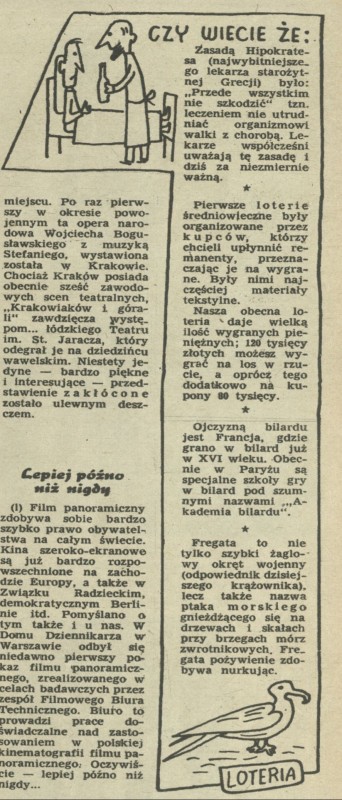 CZY WIECIE ŻE:
Zasadą Hipokrate-
sa (najwybitniejsze-
go lekarza starożyt-
nej Grecji) było:
„Przede wszystkim
nie szkodzić" tzn.
leczeniem nie utrud-
niać organizmowi
walki z chorobą. Le-
karze współcześni
uważają tę zasadę i
dziś za niezmiernie
ważną.
★
Pierwsze loterie
średniowieczne były
organizowane przez
kupców, którzy
chcieli upłynnić re-
manenty, przezna-
czając je na wygra-
ne. Były nimi naj-
częściej materiały
tekstylne.
Nasza obecna lo-
teria daje wielką
ilość wygranych pie-
niężnych; 120 tysięcy
złotych możesz wy-
grać na los w rzu-
cie, a oprócz tego
dodatkowo na ku-
pony 80 tysięcy.
★
Ojczyzną bilardu
jest Francja, gdzie
grano w bilard już
w XVI wieku. Obec-
nie w Paryżu są
specjalne szkoły gry
w bilard pod szum-
nymi nazwami „A-
kademia bilardu".
★
Fregata to nie
tylko szybki żaglo-
wy okręt wojenny
(odpowiednik dzisiej-
szego krążownika),
lecz także nazwa
ptaka morskiego
gnieżdżącego się na
drzewach i skałach
przy brzegach mórz
zwrotnikowych. Fre-
gata pożywienie zdo-
bywa nurkując.
LOTERIA
miejscu. Po raz pierw-
szy w okresie powo-
jennym ta opera naro-
dowa Wojciecha Bogu-
sławskiego z muzyką
Stefaniego, wystawiona
została w Krakowie.
Chociaż Kraków posiada
obecnie sześć zawodo-
wych scen teatralnych,
„Krakowiaków i góra-
li" zawdzięcza wystę-
pom... łódzkiego Teatru
im. St. Jaracza, który
odegrał je na dziedzińcu
wawelskim. Niestety je-
dyne — bardzo piękne
i interesujące — przed-
stawienie zakłócone
zostało ulewnym desz-
czem.
Lepiej późno
niż nigdy
(l) Film panoramiczny
zdobywa sobie bardzo
szybko prawo obywatel-
stwa na całym świecie.
Kina szeroko-ekranowe
są już bardzo rozpo-
wszechnione na zacho-
dzie Europy, a także w
Związku Radzieckim,
demokratycznym Berli-
nie itd. Pomyślano o
tym także i u nas. W
Domu Dziennikarza w
Warszawie odbył się
niedawno pierwszy po-
kaz filmu panoramicz-
nego, zrealizowanego w
celach badawczych przez
zespół Filmowego Biura
Technicznego. Biuro to
prowadzi prace do-
świadczalne nad zasto-
sowaniem w polskiej
kinematografii filmu pa-
noramicznego. Oczywiś-
cie — lepiej późno niż
nigdy...